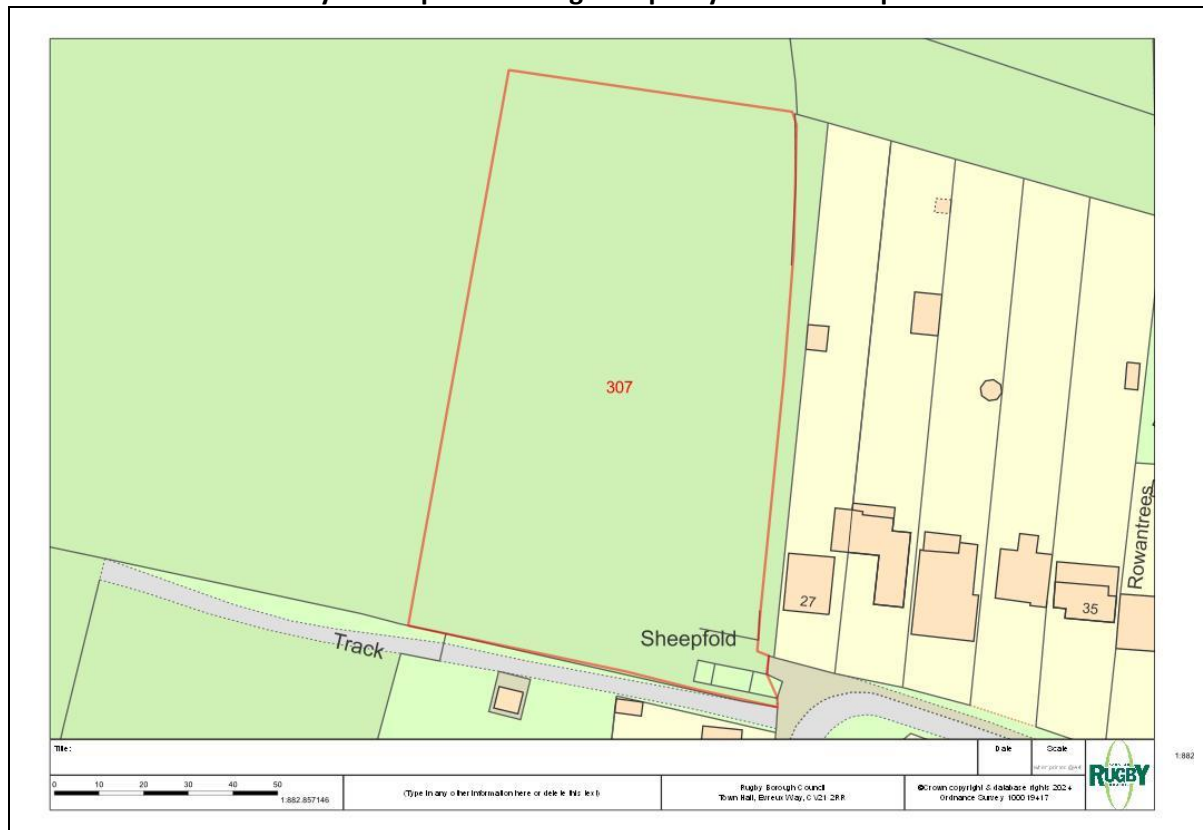 307
Rowantrees
27
35
Sheepfold
Track
Title:
Date
Scale
0 10 20 30 40 50
1:882.857146
(Type in any other information here or delete this text)
Rugby Borough Council
Town Hall, Evreux Way, CV21 2RR
©Crown copyright & database rights 2024
Ordnance Survey 100019417
RUGBY
1:882